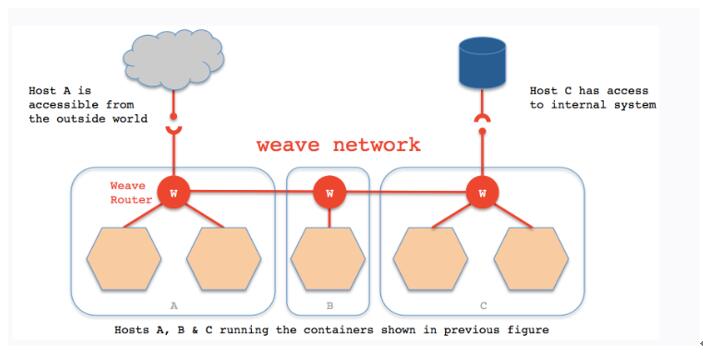 Host A is
accessible from
the outside world
Host C has access
to internal system
weave network
Weave
Router
W
W
W
A
B
C
Hosts A, B & C running the containers shown in previous figure